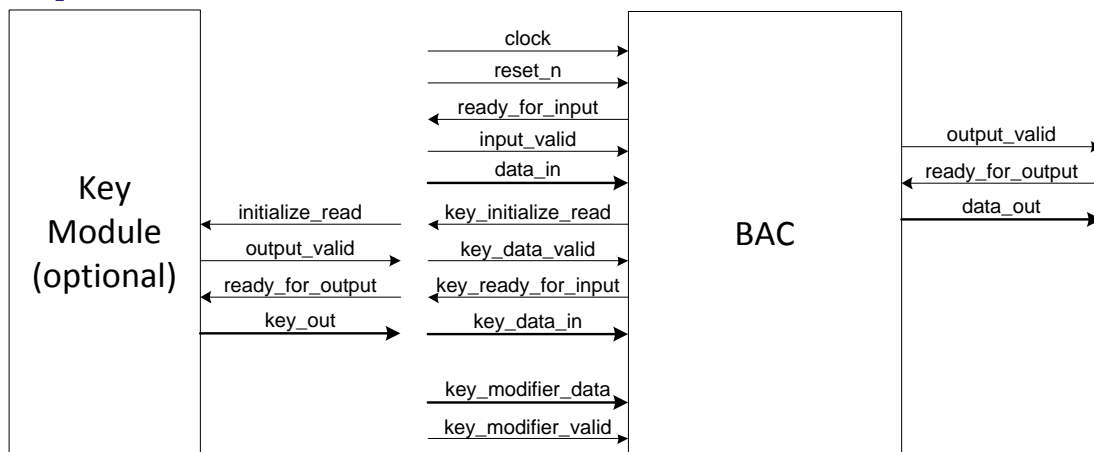 clock
reset_n
ready_for_input
input_valid
data_in
Key
Module
(optional)
initialize_read
output_valid
ready_for_output
key_out
key_initialize_read
key_data_valid
key_ready_for_input
key_data_in
key_modifier_data
key_modifier_valid
BAC
output_valid
ready_for_output
data_out